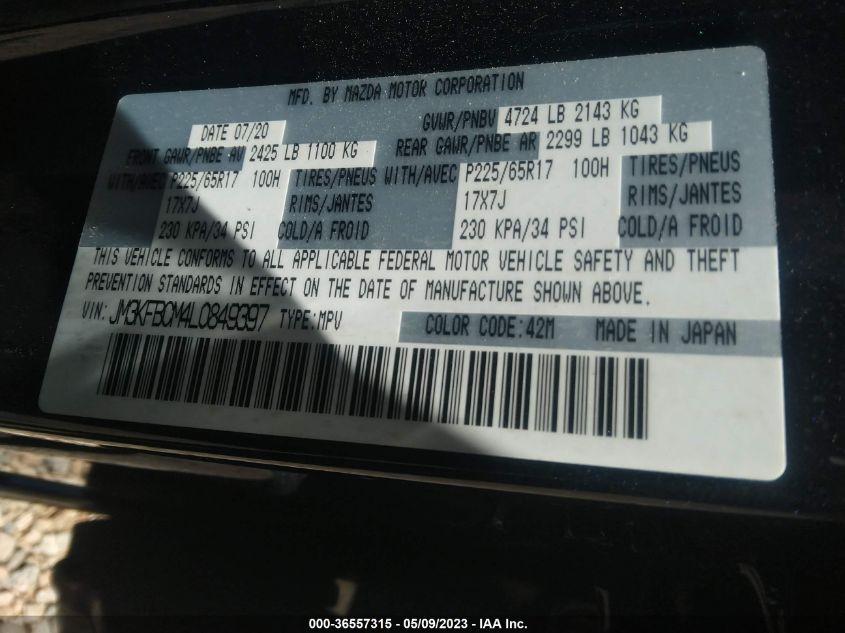 MFD. BY MAZDA MOTOR CORPORATION
DATE 07/20 GVWR/PNBV 4724 LB 2143 KG
FRONT GAWR/PNBE AV 2425 LB 1100 KG REAR GAWR/PNBE AR 2299 LB 1043 KG
WITH/AVEC P225/65R17 100H TIRES/PNEUS WITH/AVEC P225/65R17 100H TIRES/PNEUS
17X7J RIMS/JANTES 17X7J RIMS/JANTES
230 KPA/34 PSI COLD/A FROID 230 KPA/34 PSI COLD/A FROID
THIS VEHICLE CONFORMS TO ALL APPLICABLE FEDERAL MOTOR VEHICLE SAFETY AND THEFT
PREVENTION STANDARDS IN EFFECT ON THE DATE OF MANUFACTURE SHOWN ABOVE.
VIN: JM3KFBCM4L0849397 TYPE:MPV COLOR CODE:42M MADE IN JAPAN
000-36557315 - 05/09/2023 - IAA Inc.